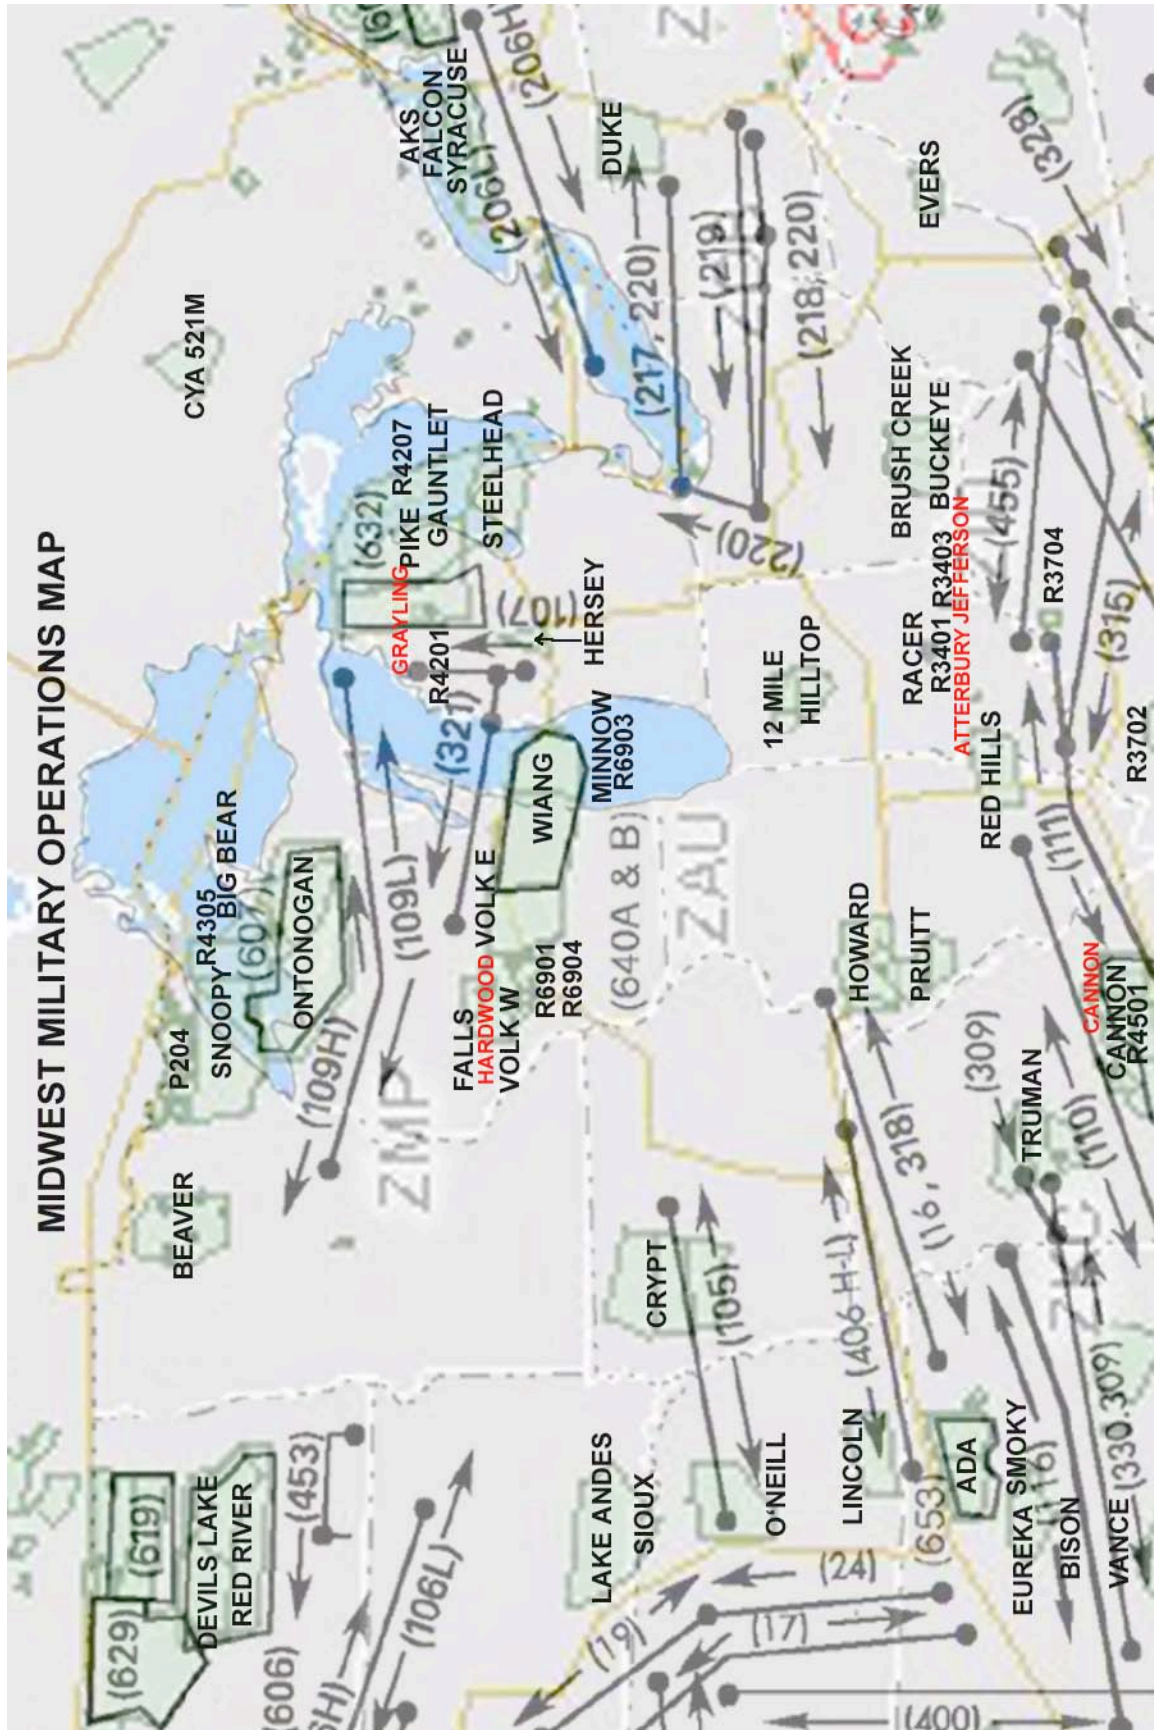 MIDWEST MILITARY OPERATIONS MAP
(629)
(619)
DEVILS LAKE
RED RIVER
(453)
(606)
(106L)
BEAVER
P204
SNOOPY
R4305
BIG BEAR
(601)
ONTONOGAN
(109H)
(109L)
ZMP
CYA 521M
(632)
GRAYLING
PIKE R4207
GAUNTLET
STEELHEAD
R4201
(107)
HERSEY
(321)
FALLS
HARDWOOD
VOLK E
VOLK W
WIANG
MINNOW
R6903
R6901
R6904
(640A & B)
ZAU
AKS
FALCON
SYRACUSE
(206H)
(206L)
DUKE
(217, 220)
(219)
(218, 220)
(220)
LAKE ANDES
SIOUX
CRYPT
(105)
O'NEILL
(19)
(17)
(24)
(400)
LINCOLN
(406 H-L)
(16, 318)
(653)
ADA
HOWARD
PRUITT
12 MILE
HILLTOP
RACER
R3401 R3403
ATTERBURY JEFFERSON
BRUSH CREEK
BUCKEYE
EVERS
(328)
(455)
R3704
(315)
RED HILLS
R3702
(111)
CANNON
CANNON
R4501
(110)
(309)
TRUMAN
ZKC
EUREKA SMOKY
(116)
BISON
VANCE
(330.309)